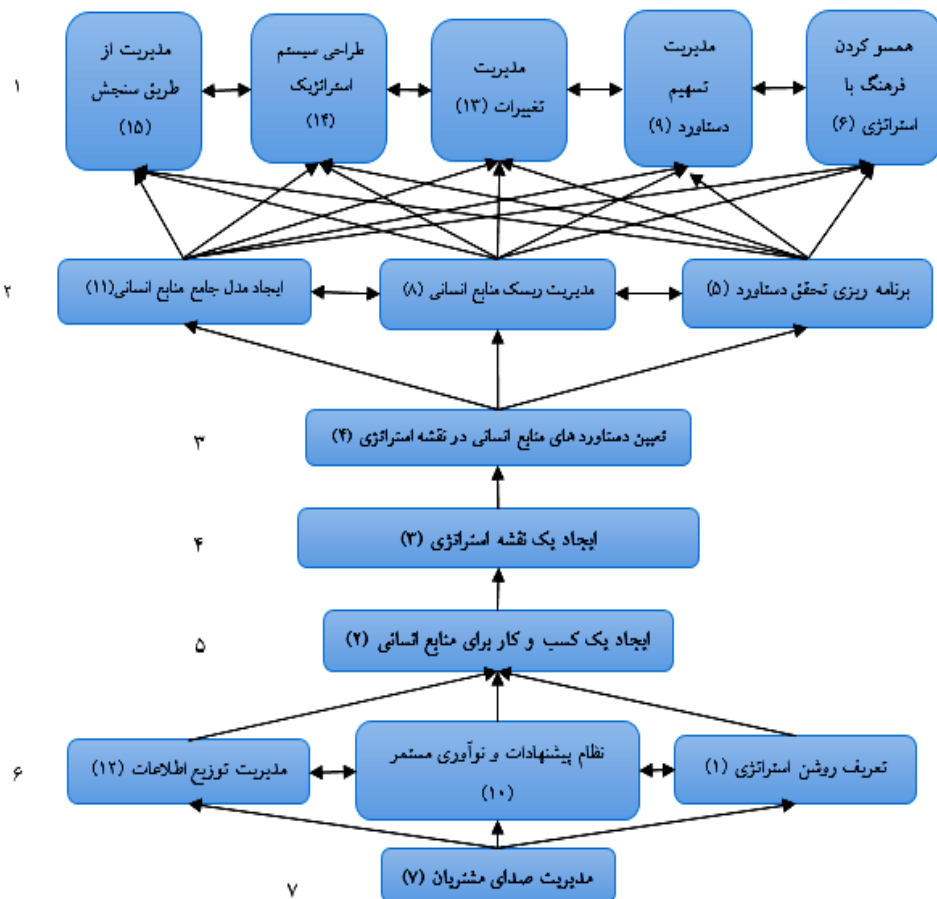 ۱
همسو کردن
فرهنگ با
استراتژی (۶)
مدیریت
تسهیم
دستاورد (۹)
مدیریت
تغییرات (۱۳)
طراحی سیستم
استراتژیک
(۱۴)
مدیریت از
طریق سنجش
(۱۵)
۲
برنامه ریزی تحقق دستاورد (۵)
مدیریت ریسک منابع انسانی (۸)
ایجاد مدل جامع منابع انسانی(۱۱)
۳
تعیین دستاورد های منابع انسانی در نقشه استراتژی (۴)
۴
ایجاد یک نقشه استراتژی (۳)
۵
ایجاد یک کسب و کار برای منابع انسانی (۲)
۶
تعریف روشن استراتژی (۱)
نظام پیشنهادات و نوآوری مستمر
(۱۰)
مدیریت توزیع اطلاعات (۱۲)
۷
مدیریت صدای مشتریان (۷)